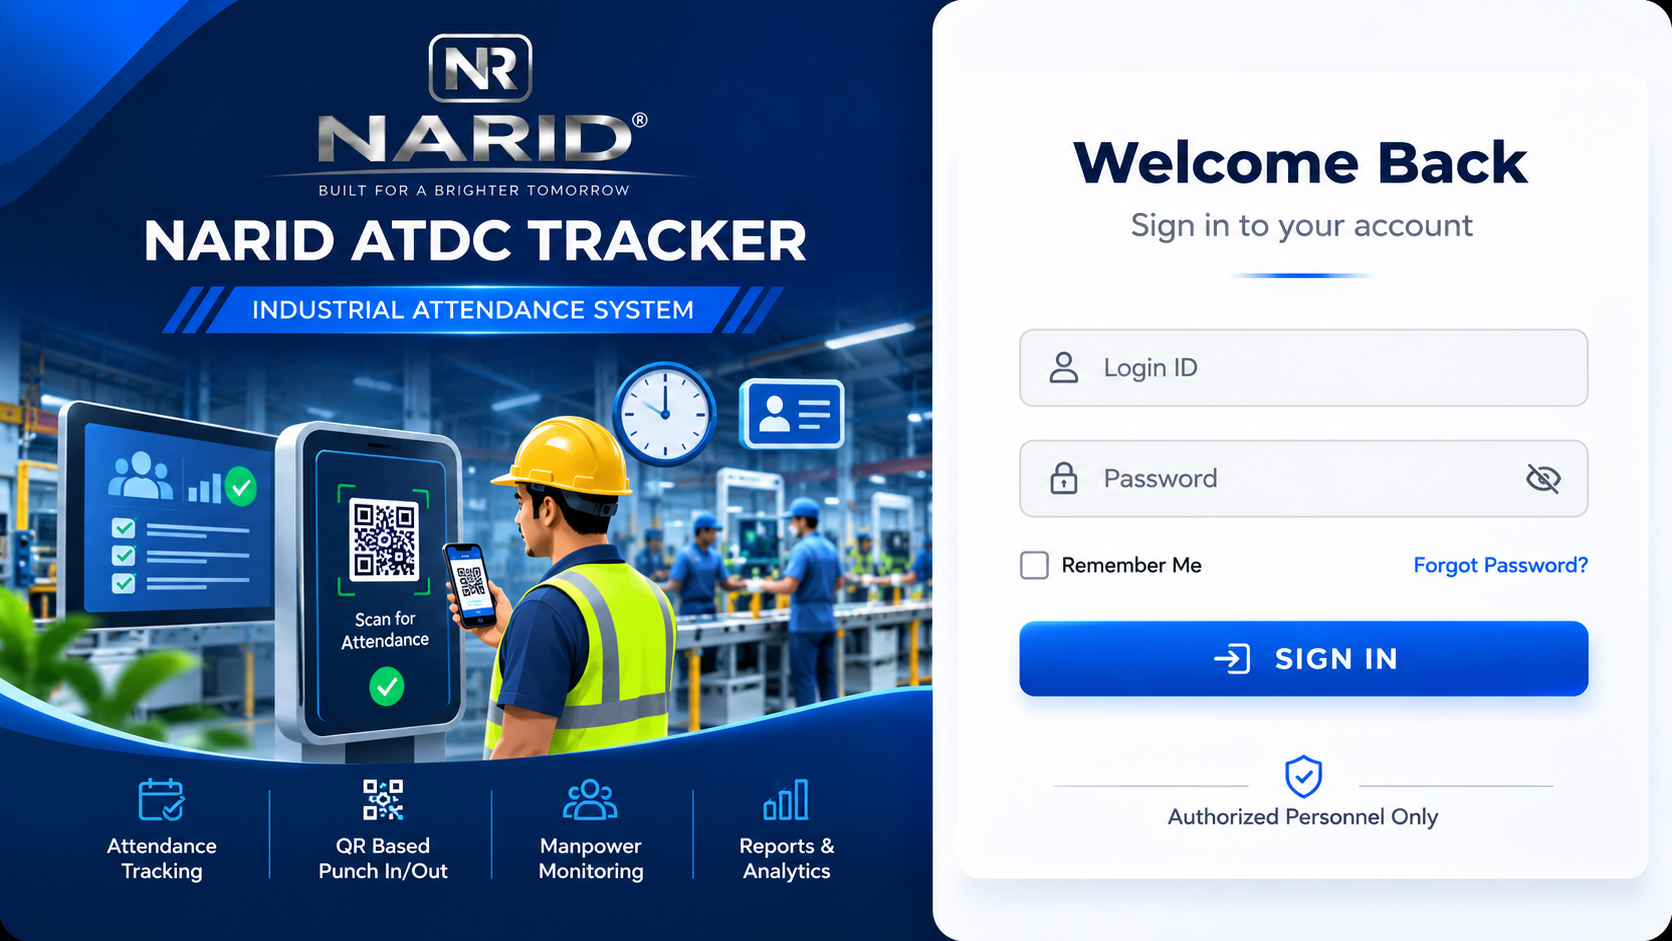 NR
NARID®
BUILT FOR A BRIGHTER TOMORROW
NARID ATDC TRACKER
INDUSTRIAL ATTENDANCE SYSTEM
Scan for
Attendance
Attendance
Tracking
QR Based
Punch In/Out
Manpower
Monitoring
Reports &
Analytics
Welcome Back
Sign in to your account
Login ID
Password
Remember Me
Forgot Password?
SIGN IN
Authorized Personnel Only